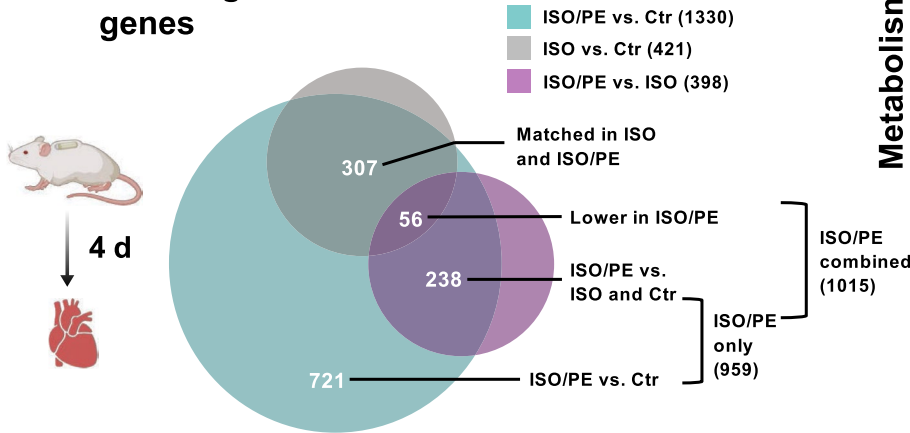 genes
ISO/PE vs. Ctr (1330)
ISO vs. Ctr (421)
ISO/PE vs. ISO (398)
Metabolism
Matched in ISO
and ISO/PE
307
56
Lower in ISO/PE
4 d
238
ISO/PE vs.
ISO and Ctr
ISO/PE
combined
(1015)
ISO/PE
only
(959)
721
ISO/PE vs. Ctr